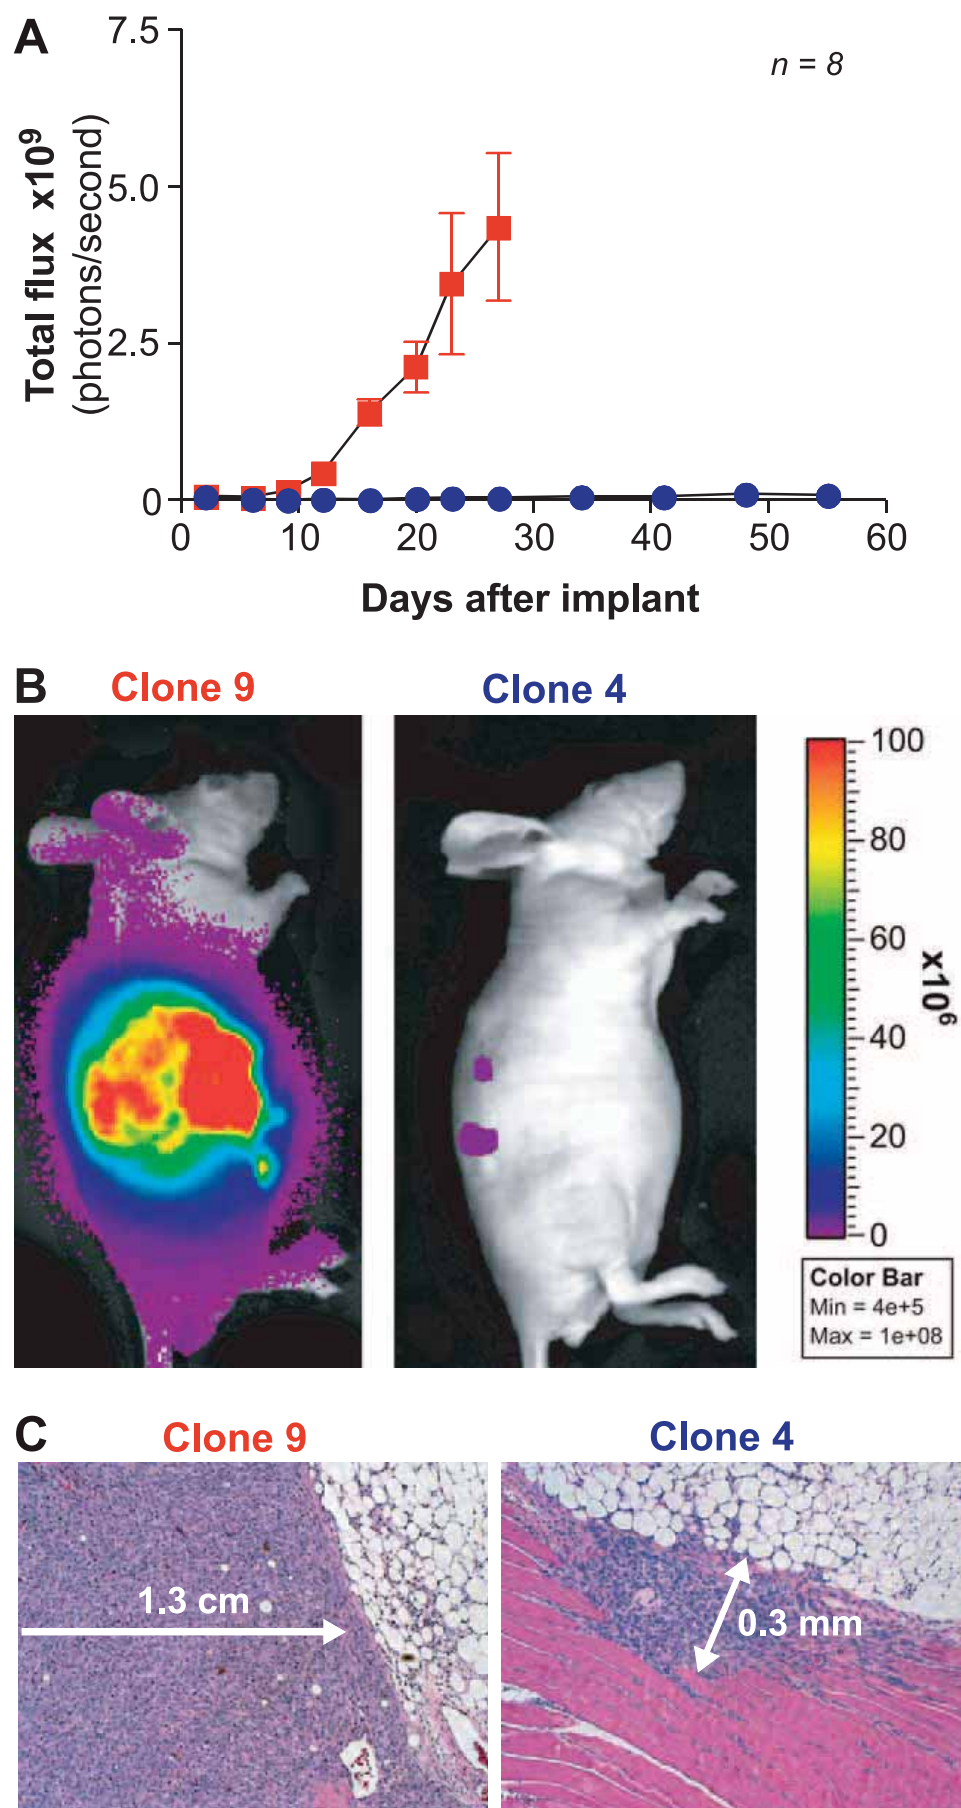 A
7.5
n = 8
Total flux x10⁹
(photons/second)
5.0
2.5
0
0 10 20 30 40 50 60
Days after implant
B
Clone 9
Clone 4
100
80
60
x10⁶
40
20
0
Color Bar
Min = 4e+5
Max = 1e+08
C
Clone 9
Clone 4
1.3 cm
0.3 mm